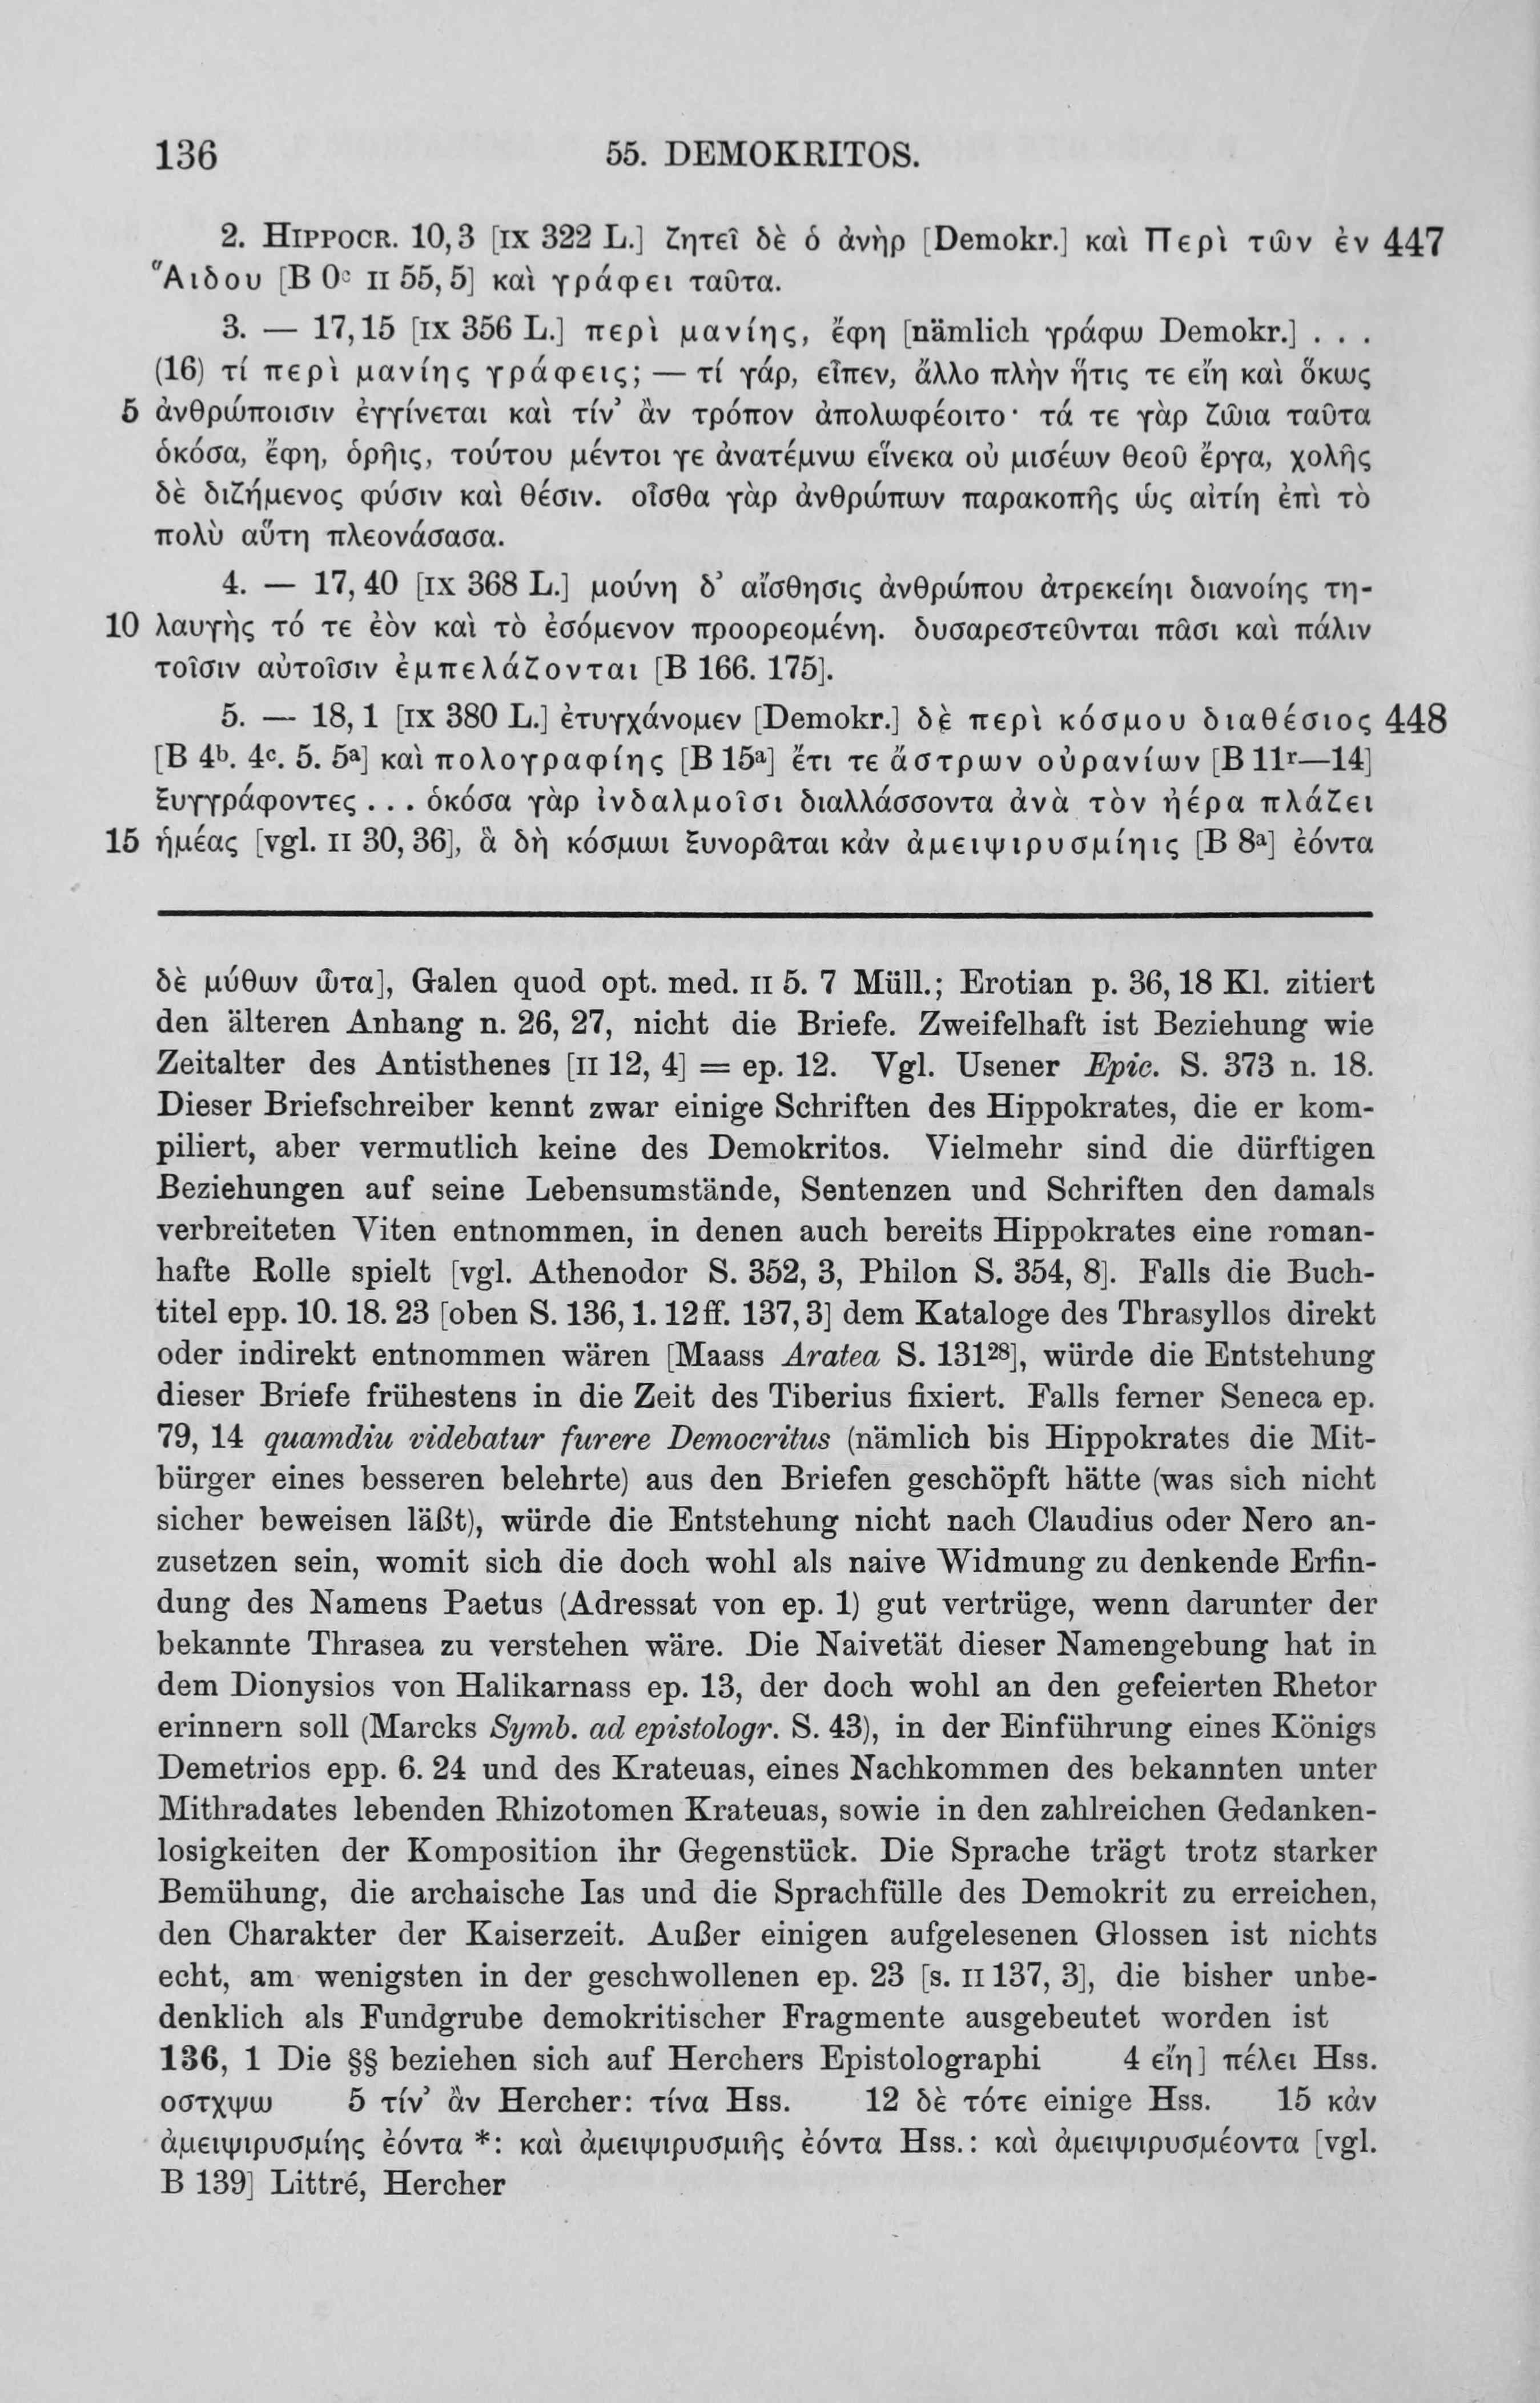 136 55. DEMOKRITOS.
2. HIPPOCR. 10,3 [IX 322 L.] ζητεῖ δὲ ὁ ἀνὴρ [Demokr.] καὶ Περὶ τῶν ἐν 447
Ἅιδου [B 0c II 55, 5] καὶ γράφει ταῦτα.
3. — 17,15 [IX 356 L.] περὶ μανίης, ἔφη [nämlich γράφω Demokr.] . . .
(16) τί περὶ μανίης γράφεις; — τί γάρ, εἶπεν, ἄλλο πλὴν ἥτις τε εἴη καὶ ὅκως
5 ἀνθρώποισιν ἐγγίνεται καὶ τίν’ ἂν τρόπον ἀπολωφέοιτο· τά τε γὰρ ζῶια ταῦτα
ὁκόσα, ἔφη, ὁρῆις, τούτου μέντοι γε ἀνατέμνω εἵνεκα οὐ μισέων θεοῦ ἔργα, χολῆς
δὲ διζήμενος φύσιν καὶ θέσιν. οἶσθα γὰρ ἀνθρώπων παρακοπῆς ὡς αἰτίη ἐπὶ τὸ
πολὺ αὕτη πλεονάσασα.
4. — 17, 40 [IX 368 L.] μούνη δ’ αἴσθησις ἀνθρώπου ἀτρεκείηι διανοίης τη-
10 λαυγὴς τό τε ἐὸν καὶ τὸ ἐσόμενον προορεομένη. δυσαρεστεῦνται πᾶσι καὶ πάλιν
τοῖσιν αὐτοῖσιν ἐμπελάζονται [B 166. 175].
5. — 18, 1 [IX 380 L.] ἐτυγχάνομεν [Demokr.] δὲ περὶ κόσμου διαθέσιος 448
[B 4b. 4c. 5. 5a] καὶ πολογραφίης [B 15a] ἔτι τε ἄστρων οὐρανίων [B 11r—14]
ξυγγράφοντες . . . ὁκόσα γὰρ ἰνδαλμοῖσι διαλλάσσοντα ἀνὰ τὸν ἠέρα πλάζει
15 ἡμέας [vgl. II 30, 36], ἃ δὴ κόσμωι ξυνορᾶται κἀν ἀμειψιρυσμίηις [B 8a] ἐόντα
δὲ μύθων ὦτα], Galen quod opt. med. II 5. 7 Müll.; Erotian p. 36, 18 Kl. zitiert
den älteren Anhang n. 26, 27, nicht die Briefe. Zweifelhaft ist Beziehung wie
Zeitalter des Antisthenes [II 12, 4] = ep. 12. Vgl. Usener Epic. S. 373 n. 18.
Dieser Briefschreiber kennt zwar einige Schriften des Hippokrates, die er kom-
piliert, aber vermutlich keine des Demokritos. Vielmehr sind die dürftigen
Beziehungen auf seine Lebensumstände, Sentenzen und Schriften den damals
verbreiteten Viten entnommen, in denen auch bereits Hippokrates eine roman-
hafte Rolle spielt [vgl. Athenodor S. 352, 3, Philon S. 354, 8]. Falls die Buch-
titel epp. 10. 18. 23 [oben S. 136, 1. 12ff. 137, 3] dem Kataloge des Thrasyllos direkt
oder indirekt entnommen wären [Maass Aratea S. 131²⁸], würde die Entstehung
dieser Briefe frühestens in die Zeit des Tiberius fixiert. Falls ferner Seneca ep.
79, 14 quamdiu videbatur furere Democritus (nämlich bis Hippokrates die Mit-
bürger eines besseren belehrte) aus den Briefen geschöpft hätte (was sich nicht
sicher beweisen läßt), würde die Entstehung nicht nach Claudius oder Nero an-
zusetzen sein, womit sich die doch wohl als naive Widmung zu denkende Erfin-
dung des Namens Paetus (Adressat von ep. 1) gut vertrüge, wenn darunter der
bekannte Thrasea zu verstehen wäre. Die Naivetät dieser Namengebung hat in
dem Dionysios von Halikarnass ep. 13, der doch wohl an den gefeierten Rhetor
erinnern soll (Marcks Symb. ad epistologr. S. 43), in der Einführung eines Königs
Demetrios epp. 6. 24 und des Krateuas, eines Nachkommen des bekannten unter
Mithradates lebenden Rhizotomen Krateuas, sowie in den zahlreichen Gedanken-
losigkeiten der Komposition ihr Gegenstück. Die Sprache trägt trotz starker
Bemühung, die archaische Ias und die Sprachfülle des Demokrit zu erreichen,
den Charakter der Kaiserzeit. Außer einigen aufgelesenen Glossen ist nichts
echt, am wenigsten in der geschwollenen ep. 23 [s. II 137, 3], die bisher unbe-
denklich als Fundgrube demokritischer Fragmente ausgebeutet worden ist
136, 1 Die §§ beziehen sich auf Herchers Epistolographi 4 εἴη] πέλει Hss.
οστχψω 5 τίν’ ἂν Hercher: τίνα Hss. 12 δὲ τότε einige Hss. 15 κἀν
ἀμειψιρυσμίης ἐόντα *: καὶ ἀμειψιρυσμιῆς ἐόντα Hss.: καὶ ἀμειψιρυσμέοντα [vgl.
B 139] Littré, Hercher